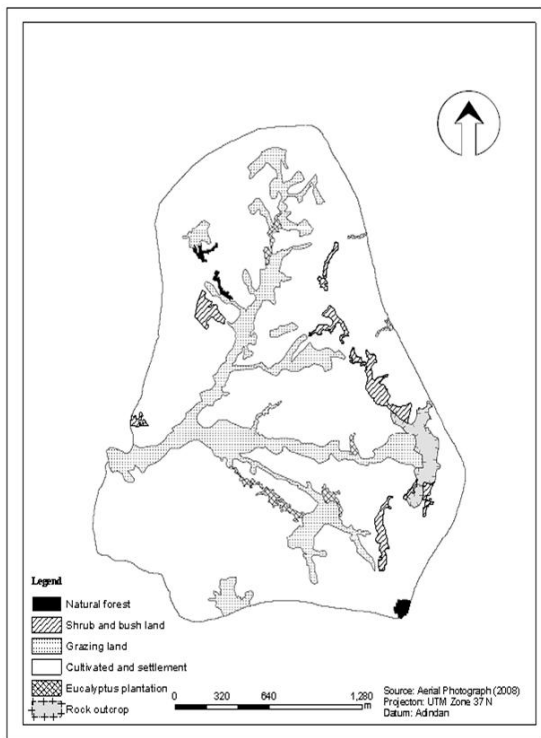 Legend
Natural forest
Shrub and bush land
Grazing land
Cultivated and settlement
Eucalyptus plantation
Rock outcrop
0 320 640 1,280
m
Source: Aerial Photograph (2008)
Projecton: UTM Zone 37 N
Datum: Adindan